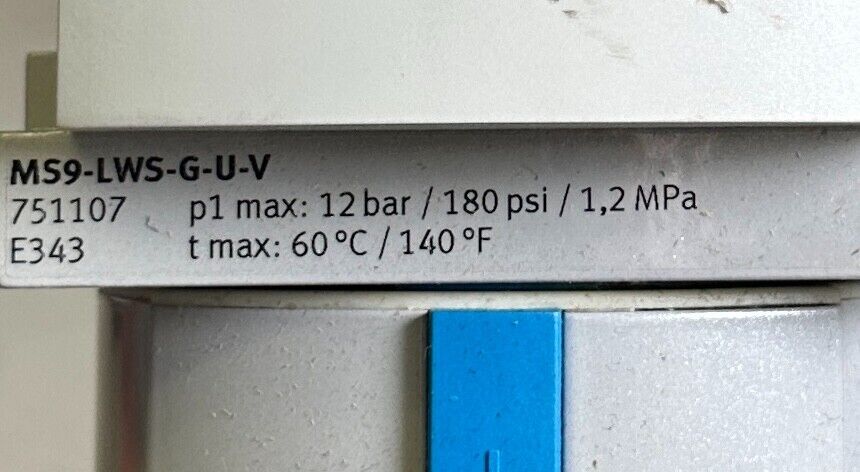 MS9-LWS-G-U-V
751107 p1 max: 12 bar / 180 psi / 1,2 MPa
E343 t max: 60 °C / 140 °F